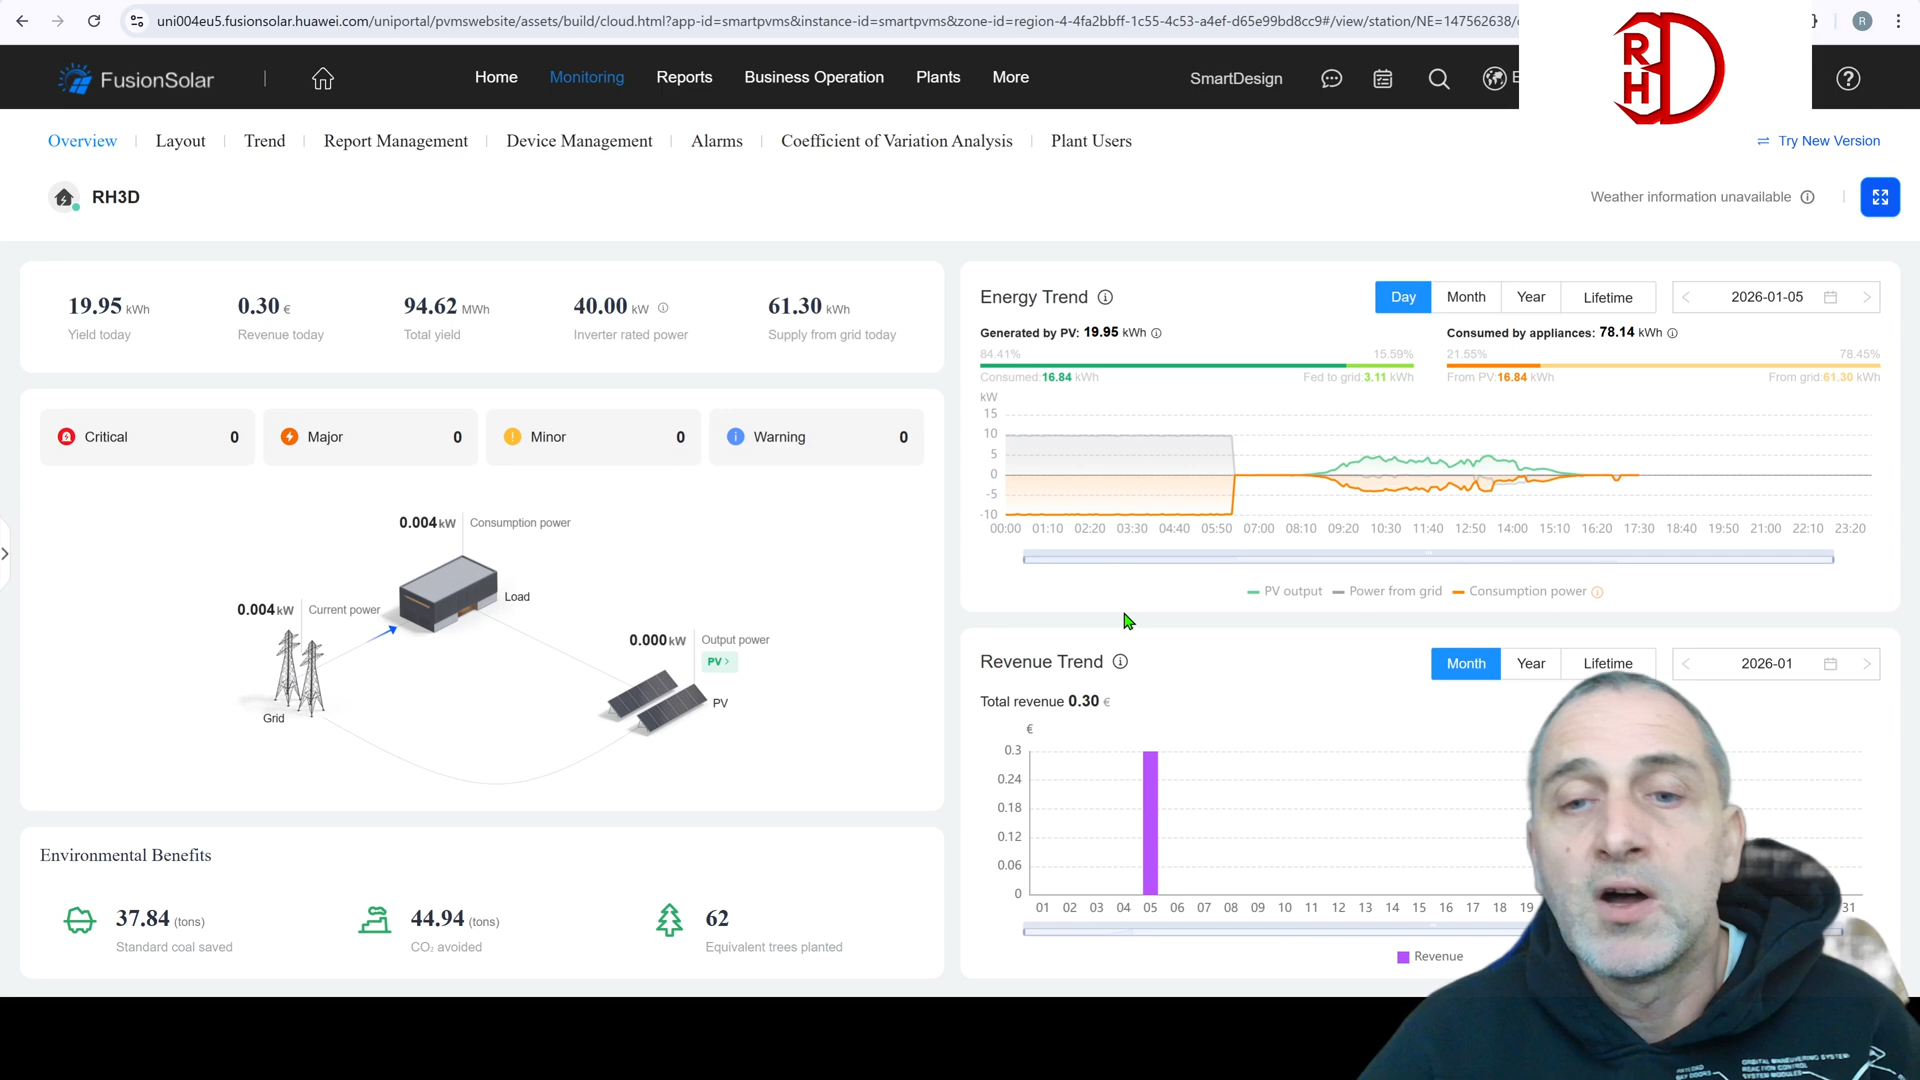 uni004eu5.fusionsolar.huawei.com/uniportal/pvmswebsite/assets/build/cloud.html?app-id=smartpvms&instance-id=smartpvms&zone-id=region-4-4fa2bbff-1c55-4c53-a4ef-d65e99bd8cc9#/view/station/NE=147562638/
R
RH3D
FusionSolar
Home Monitoring Reports Business Operation Plants More
SmartDesign
E
Overview Layout Trend Report Management Device Management Alarms Coefficient of Variation Analysis Plant Users
Try New Version
RH3D
Weather information unavailable
19.95 kWh 0.30 € 94.62 MWh 40.00 kW 61.30 kWh
Yield today Revenue today Total yield Inverter rated power Supply from grid today
Critical 0 Major 0 Minor 0 Warning 0
0.004 kW Consumption power
Load
0.004 kW Current power
Grid
0.000 kW Output power
PV >
PV
Environmental Benefits
37.84 (tons) 44.94 (tons) 62
Standard coal saved CO₂ avoided Equivalent trees planted
Energy Trend
Day Month Year Lifetime
2026-01-05
Generated by PV: 19.95 kWh Consumed by appliances: 78.14 kWh
84.41% 15.59% 21.55% 78.45%
Consumed:16.84 kWh Fed to grid:3.11 kWh From PV:16.84 kWh From grid:61.30 kWh
kW
15
10
5
0
-5
-10
00:00 01:10 02:20 03:30 04:40 05:50 07:00 08:10 09:20 10:30 11:40 12:50 14:00 15:10 16:20 17:30 18:40 19:50 21:00 22:10 23:20
PV output Power from grid Consumption power
Revenue Trend
Month Year Lifetime
2026-01
Total revenue 0.30 €
€
0.3
0.24
0.18
0.12
0.06
0
01 02 03 04 05 06 07 08 09 10 11 12 13 14 15 16 17 18 19 31
Revenue
ORBITAL MANEUVERING SYSTEM
REACTION CONTROL
SYSTEM MODULES